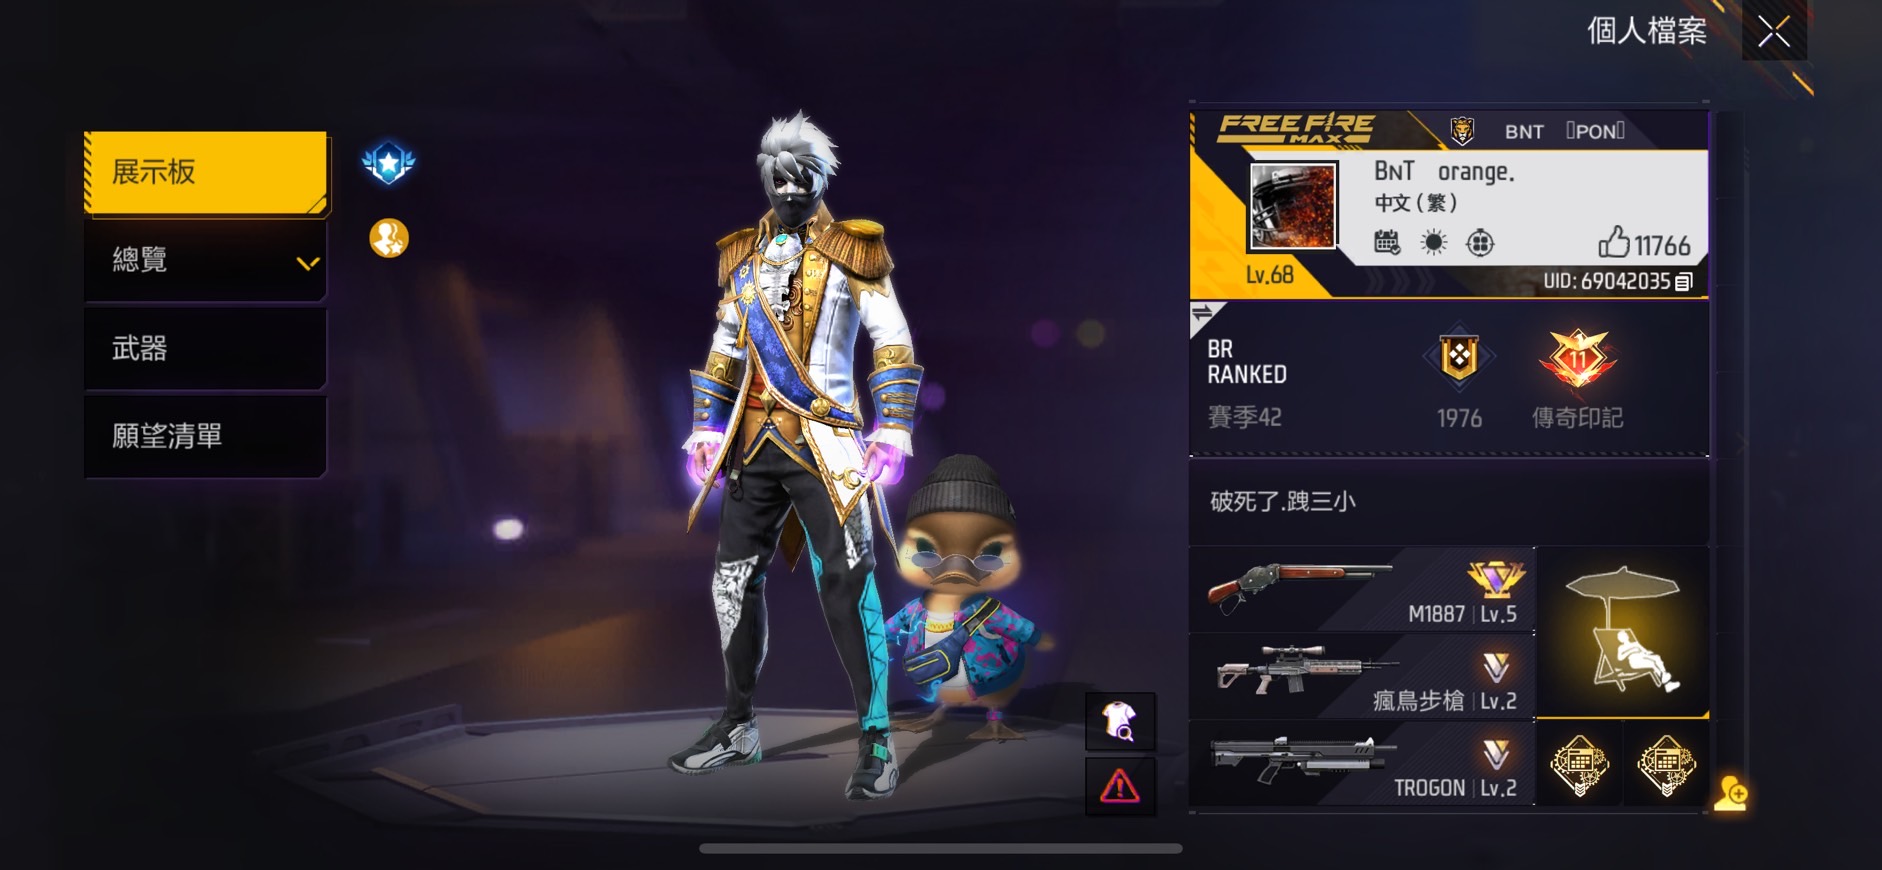 個人檔案
展示板
總覽
武器
願望清單
FREE FIRE
MAX
BNT PON
BNT orange.
中文(繁)
11766
Lv.68
UID: 69042035
BR
RANKED
賽季42
1976
11
傳奇印記
破死了.跩三小
M1887 | Lv.5
瘋鳥步槍 | Lv.2
TROGON | Lv.2